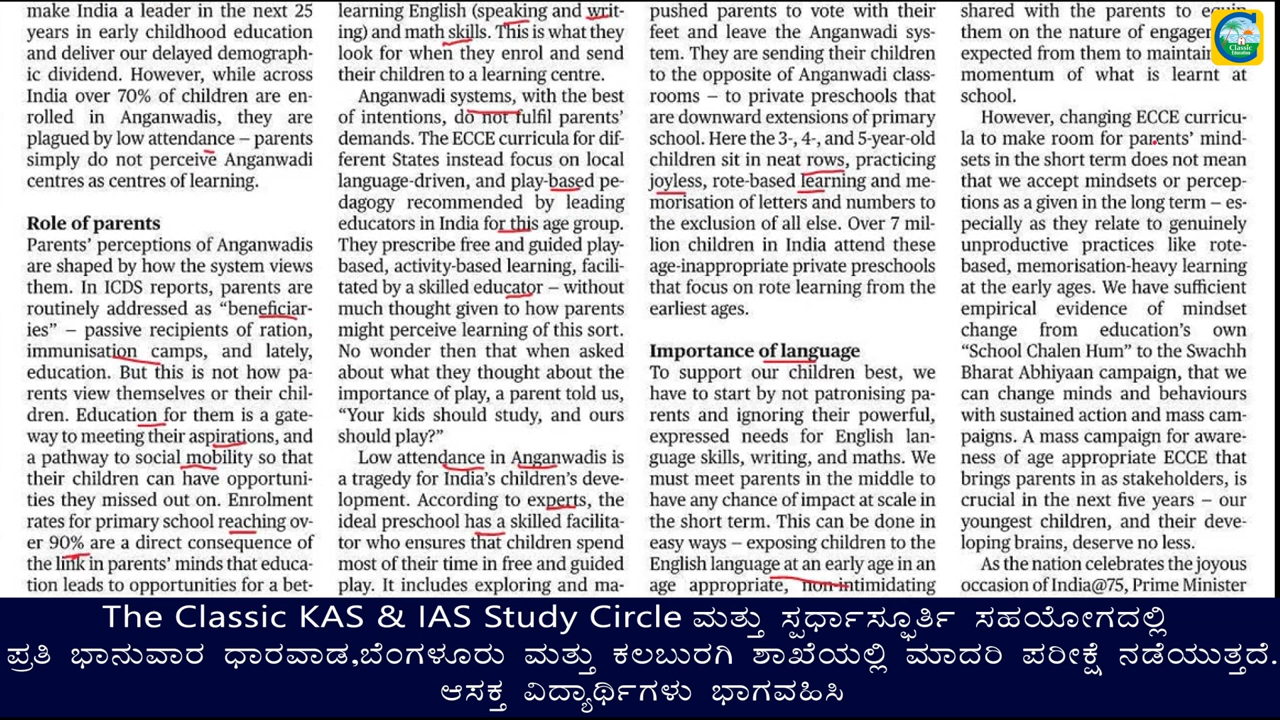 make India a leader in the next 25
years in early childhood education
and deliver our delayed demograph-
ic dividend. However, while across
India over 70% of children are en-
rolled in Anganwadis, they are
plagued by low attendance – parents
simply do not perceive Anganwadi
centres as centres of learning.
Role of parents
Parents’ perceptions of Anganwadis
are shaped by how the system views
them. In ICDS reports, parents are
routinely addressed as “beneficiar-
ies” – passive recipients of ration,
immunisation camps, and lately,
education. But this is not how pa-
rents view themselves or their chil-
dren. Education for them is a gate-
way to meeting their aspirations, and
a pathway to social mobility so that
their children can have opportuni-
ties they missed out on. Enrolment
rates for primary school reaching ov-
er 90% are a direct consequence of
the link in parents’ minds that educa-
tion leads to opportunities for a bet-
learning English (speaking and writ-
ing) and math skills. This is what they
look for when they enrol and send
their children to a learning centre.
Anganwadi systems, with the best
of intentions, do not fulfil parents’
demands. The ECCE curricula for dif-
ferent States instead focus on local
language-driven, and play-based pe-
dagogy recommended by leading
educators in India for this age group.
They prescribe free and guided play-
based, activity-based learning, facili-
tated by a skilled educator – without
much thought given to how parents
might perceive learning of this sort.
No wonder then that when asked
about what they thought about the
importance of play, a parent told us,
“Your kids should study, and ours
should play?”
Low attendance in Anganwadis is
a tragedy for India’s children’s deve-
lopment. According to experts, the
ideal preschool has a skilled facilita-
tor who ensures that children spend
most of their time in free and guided
play. It includes exploring and ma-
pushed parents to vote with their
feet and leave the Anganwadi sys-
tem. They are sending their children
to the opposite of Anganwadi class-
rooms – to private preschools that
are downward extensions of primary
school. Here the 3-, 4-, and 5-year-old
children sit in neat rows, practicing
joyless, rote-based learning and me-
morisation of letters and numbers to
the exclusion of all else. Over 7 mil-
lion children in India attend these
age-inappropriate private preschools
that focus on rote learning from the
earliest ages.
Importance of language
To support our children best, we
have to start by not patronising pa-
rents and ignoring their powerful,
expressed needs for English lan-
guage skills, writing, and maths. We
must meet parents in the middle to
have any chance of impact at scale in
the short term. This can be done in
easy ways – exposing children to the
English language at an early age in an
age appropriate, non-intimidating
shared with the parents to equip
them on the nature of engagem
expected from them to maintain
momentum of what is learnt at
school.
However, changing ECCE curricu-
la to make room for parents’ mind-
sets in the short term does not mean
that we accept mindsets or percep-
tions as a given in the long term – es-
pecially as they relate to genuinely
unproductive practices like rote-
based, memorisation-heavy learning
at the early ages. We have sufficient
empirical evidence of mindset
change from education’s own
“School Chalen Hum” to the Swachh
Bharat Abhiyaan campaign, that we
can change minds and behaviours
with sustained action and mass cam-
paigns. A mass campaign for aware-
ness of age appropriate ECCE that
brings parents in as stakeholders, is
crucial in the next five years – our
youngest children, and their deve-
loping brains, deserve no less.
As the nation celebrates the joyous
occasion of India@75, Prime Minister
Classic
Education
The Classic KAS & IAS Study Circle ಮತ್ತು ಸ್ಪರ್ಧಾಸ್ಫೂರ್ತಿ ಸಹಯೋಗದಲ್ಲಿ
ಪ್ರತಿ ಭಾನುವಾರ ಧಾರವಾಡ,ಬೆಂಗಳೂರು ಮತ್ತು ಕಲಬುರಗಿ ಶಾಖೆಯಲ್ಲಿ ಮಾದರಿ ಪರೀಕ್ಷೆ ನಡೆಯುತ್ತದೆ.
ಆಸಕ್ತ ವಿದ್ಯಾರ್ಥಿಗಳು ಭಾಗವಹಿಸಿ